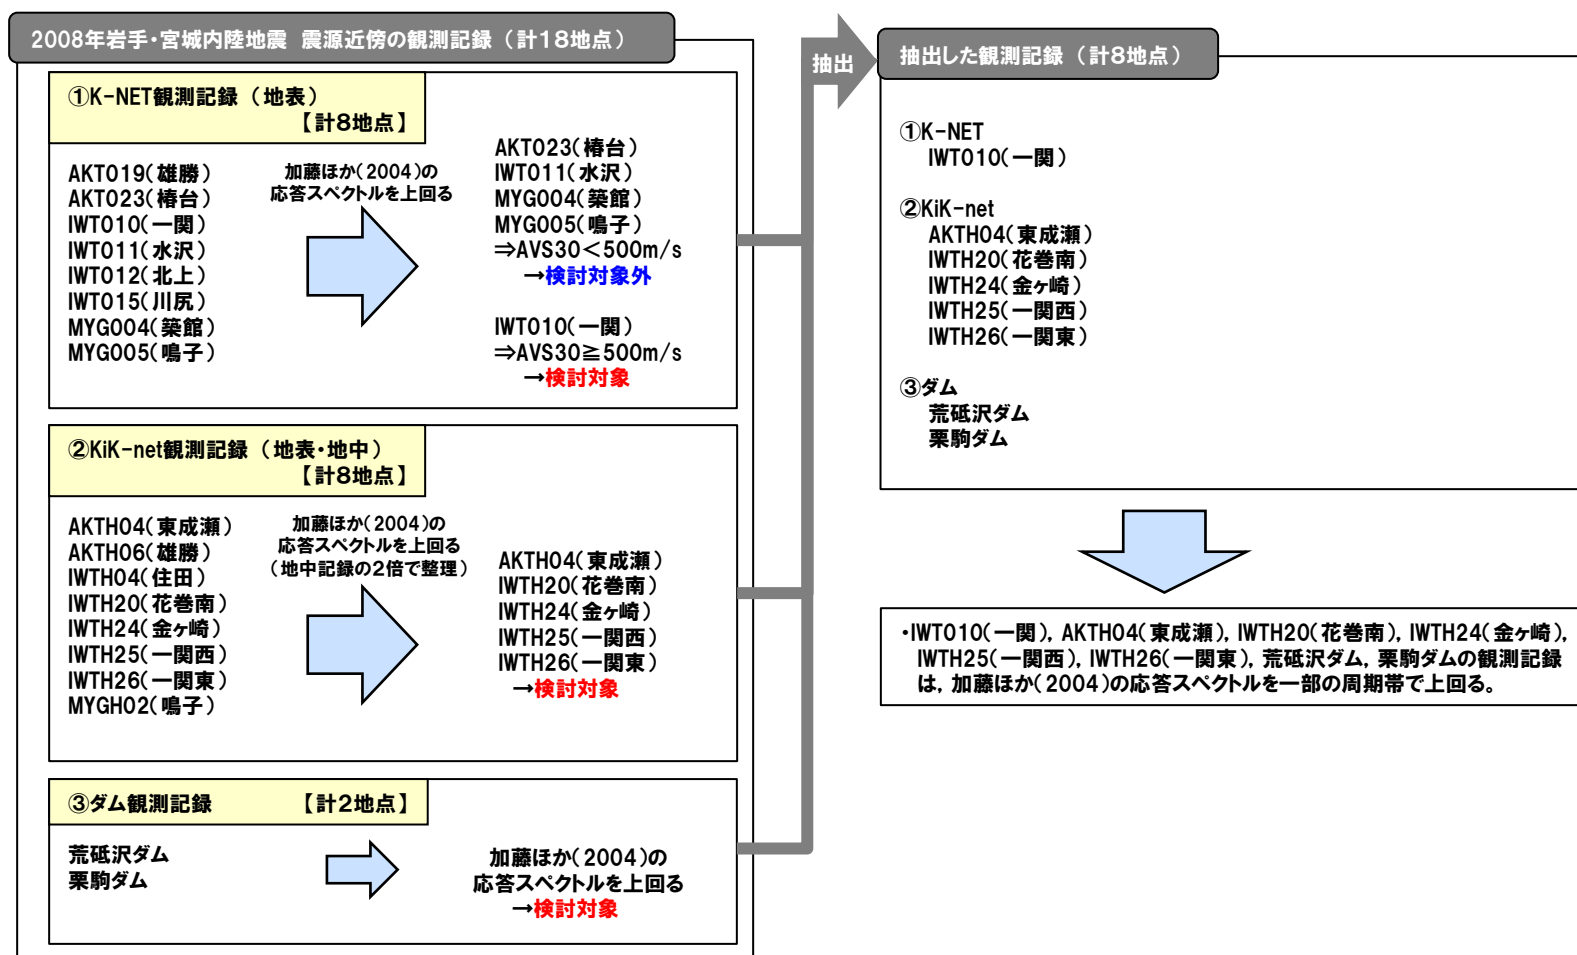 2008年岩手・宮城内陸地震 震源近傍の観測記録（計18地点）
①K-NET観測記録（地表）
【計8地点】
AKT019(雄勝)
AKT023(椿台)
IWT010(一関)
IWT011(水沢)
IWT012(北上)
IWT015(川尻)
MYG004(築館)
MYG005(鳴子)
加藤ほか(2004)の
応答スペクトルを上回る
AKT023(椿台)
IWT011(水沢)
MYG004(築館)
MYG005(鳴子)
⇒AVS30＜500m/s
→検討対象外
IWT010(一関)
⇒AVS30≧500m/s
→検討対象
②KiK-net観測記録（地表・地中）
【計8地点】
AKTH04(東成瀬)
AKTH06(雄勝)
IWTH04(住田)
IWTH20(花巻南)
IWTH24(金ヶ崎)
IWTH25(一関西)
IWTH26(一関東)
MYGH02(鳴子)
加藤ほか(2004)の
応答スペクトルを上回る
（地中記録の2倍で整理）
AKTH04(東成瀬)
IWTH20(花巻南)
IWTH24(金ヶ崎)
IWTH25(一関西)
IWTH26(一関東)
→検討対象
③ダム観測記録 【計2地点】
荒砥沢ダム
栗駒ダム
加藤ほか(2004)の
応答スペクトルを上回る
→検討対象
抽出
抽出した観測記録（計8地点）
①K-NET
IWT010(一関)
②KiK-net
AKTH04(東成瀬)
IWTH20(花巻南)
IWTH24(金ヶ崎)
IWTH25(一関西)
IWTH26(一関東)
③ダム
荒砥沢ダム
栗駒ダム
・IWT010(一関), AKTH04(東成瀬), IWTH20(花巻南), IWTH24(金ヶ崎),
IWTH25(一関西), IWTH26(一関東), 荒砥沢ダム, 栗駒ダムの観測記録
は, 加藤ほか(2004)の応答スペクトルを一部の周期帯で上回る。